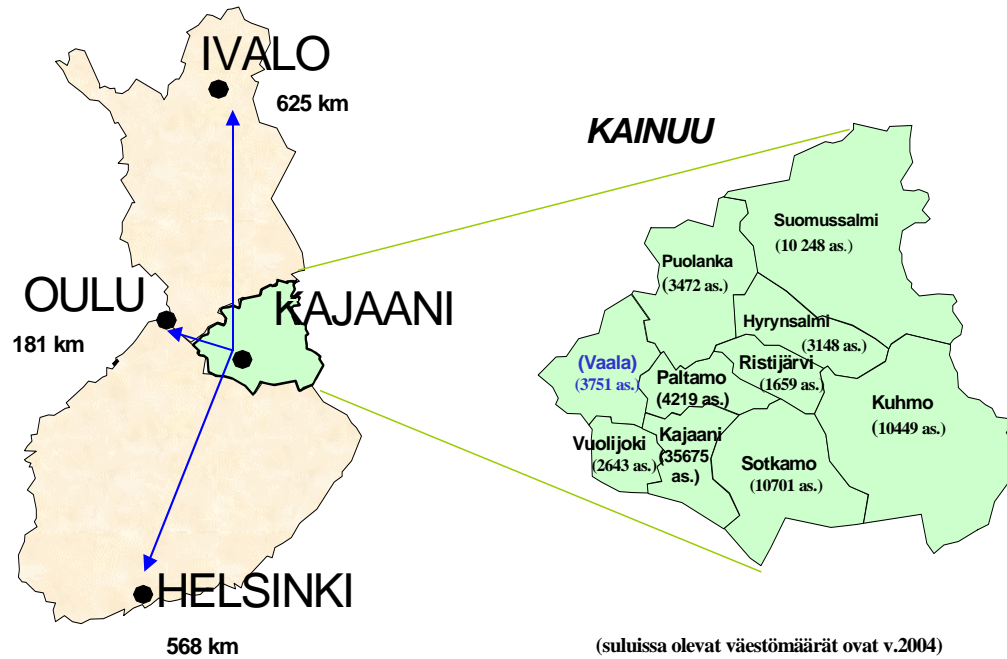 IVALO
625 km
OULU
181 km
KAJAANI
HELSINKI
568 km
KAINUU
Suomussalmi
(10 248 as.)
Puolanka
(3472 as.)
Hyrynsalmi
(3148 as.)
(Vaala)
(3751 as.)
Paltamo
(4219 as.)
Ristijärvi
(1659 as.)
Kuhmo
(10449 as.)
Vuolijoki
(2643 as.)
Kajaani
(35675
as.)
Sotkamo
(10701 as.)
(suluissa olevat väestömäärät ovat v.2004)